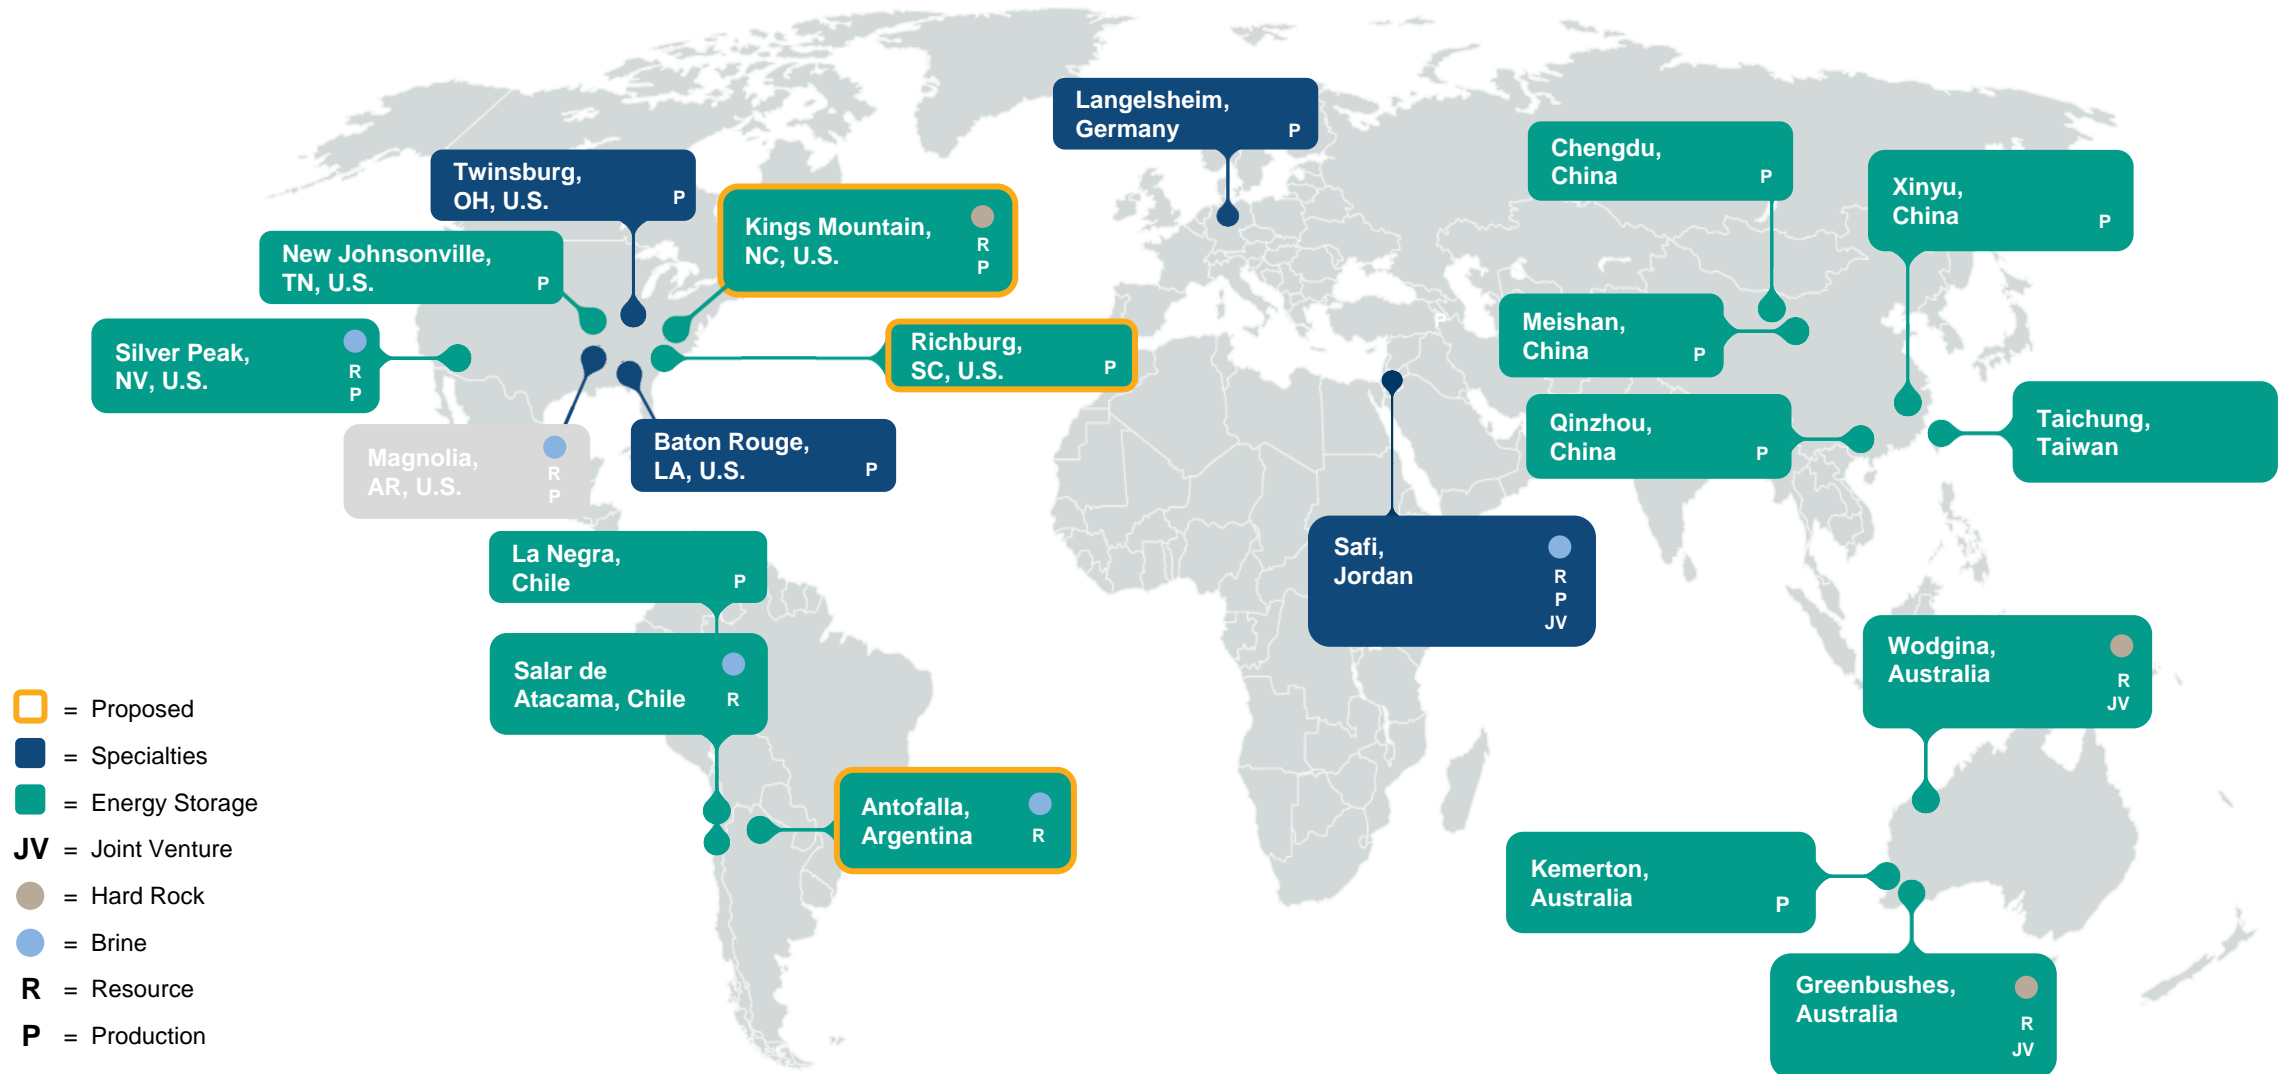 Langelsheim,
Germany P
Chengdu,
China P
Twinsburg,
OH, U.S. P
Xinyu,
China P
Kings Mountain,
NC, U.S.
R
P
New Johnsonville,
TN, U.S. P
Silver Peak,
NV, U.S.
R
P
Richburg,
SC, U.S. P
Meishan,
China P
Magnolia,
AR, U.S.
R
P
Baton Rouge,
LA, U.S. P
Qinzhou,
China P
Taichung,
Taiwan
La Negra,
Chile P
Safi,
Jordan
R
P
JV
Salar de
Atacama, Chile R
Wodgina,
Australia
R
JV
Antofalla,
Argentina R
Kemerton,
Australia P
Greenbushes,
Australia
R
JV
= Proposed
= Specialties
= Energy Storage
JV = Joint Venture
= Hard Rock
= Brine
R = Resource
P = Production